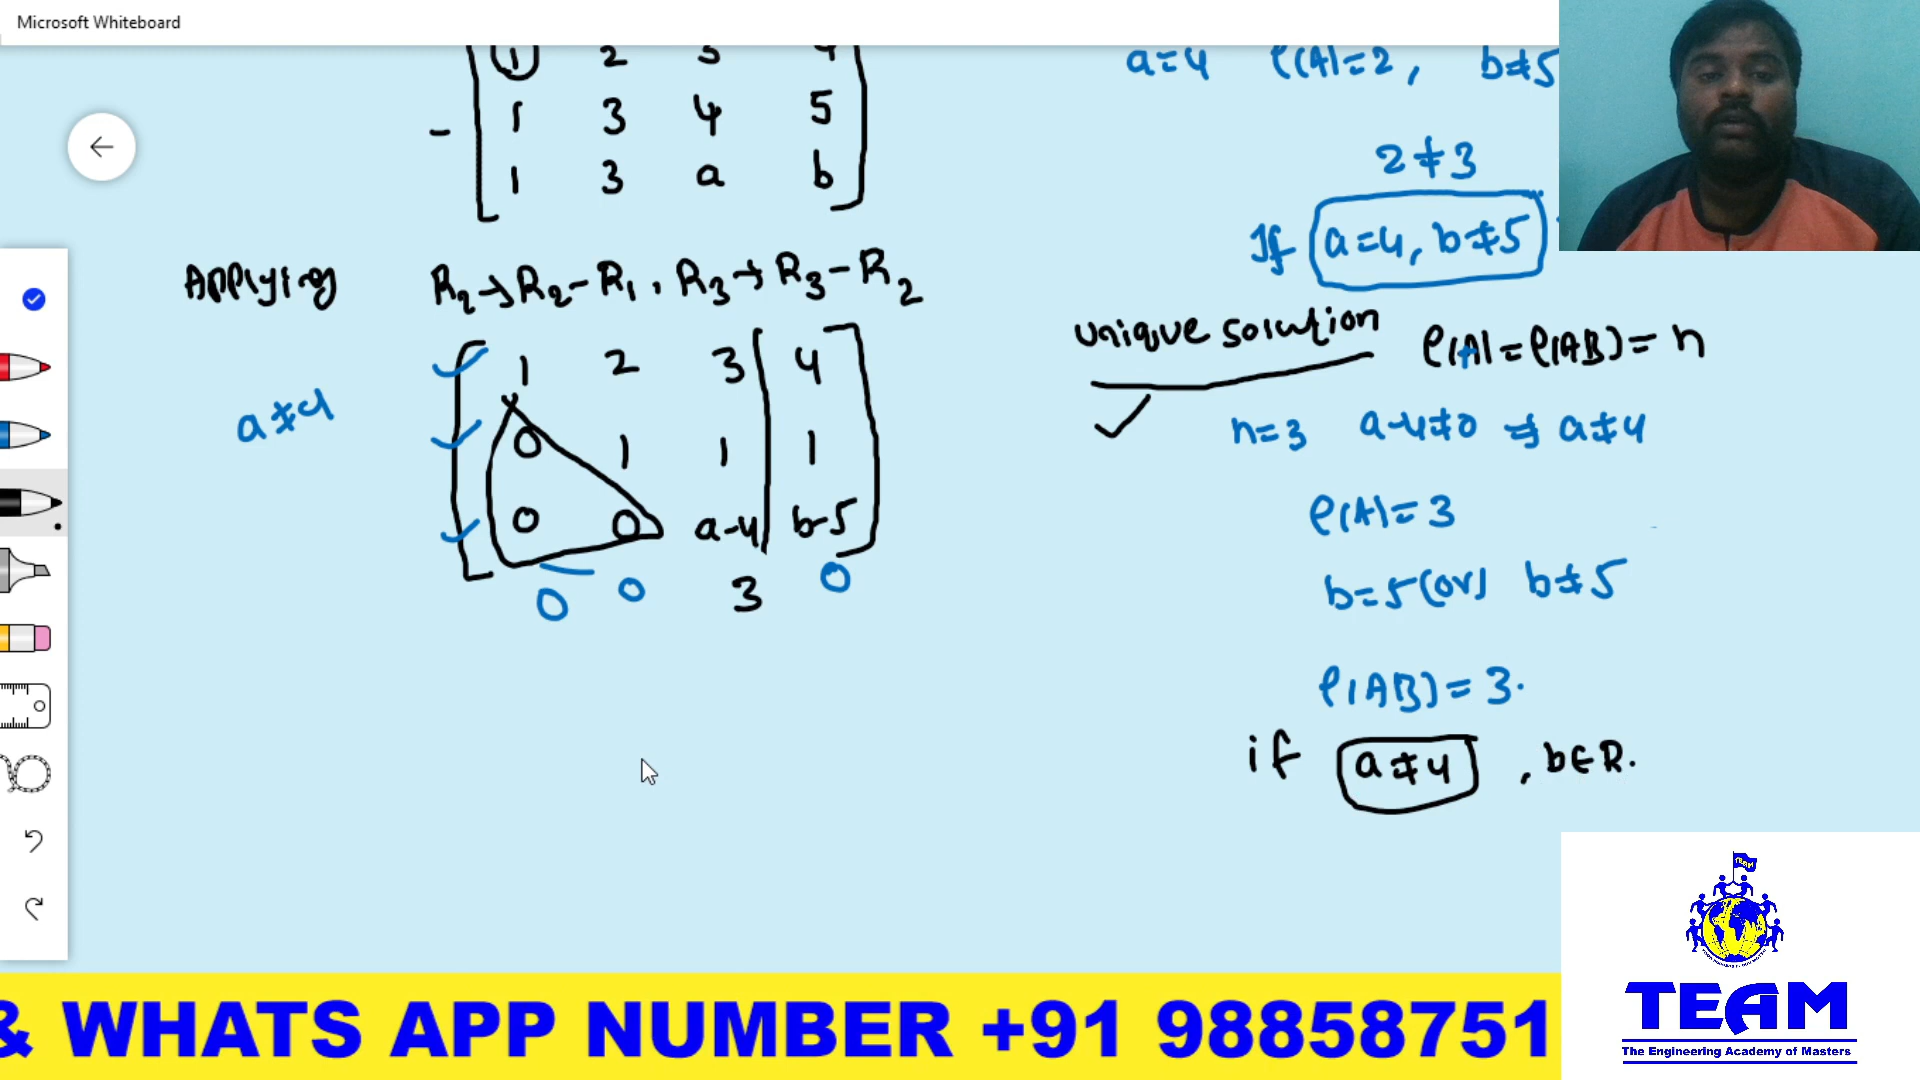 Microsoft Whiteboard
1 2 3 4
- 1 3 4 5
1 3 a b
Applying R₂→R₂-R₁, R₃→R₃-R₂
1 2 3 | 4
0 1 1 | 1
0 0 a-4 | b-5
0 0 3 0
a≠4
a=4 ρ(A)=2, b≠5
2≠3
If a=4, b≠5
unique solution ρ(A)=ρ(AB)=n
n=3 a-4≠0 ⇒ a≠4
ρ(A)=3
b=5(or) b≠5
ρ(AB)=3.
if a≠4, b∈R.
& WHATS APP NUMBER +91 98858751
TEAM
TEAM
The Engineering Academy of Masters